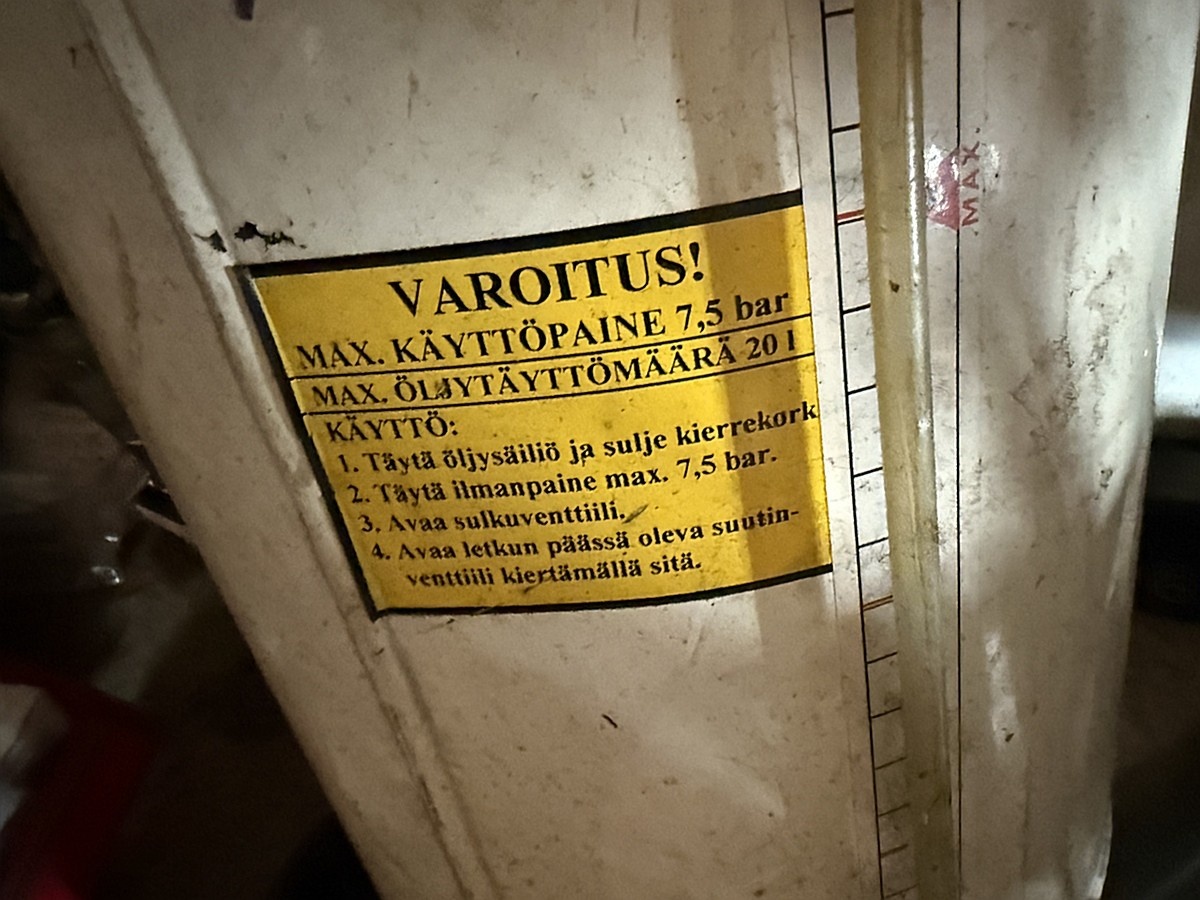 VAROITUS!
MAX. KÄYTTÖPAINE 7,5 bar
MAX. ÖLJYTÄYTTÖMÄÄRÄ 20 l
KÄYTTÖ:
1. Täytä öljysäiliö ja sulje kierrekork
2. Täytä ilmanpaine max. 7,5 bar.
3. Avaa sulkuventtiili.
4. Avaa letkun päässä oleva suutin-
venttiili kiertämällä sitä.
MAX.